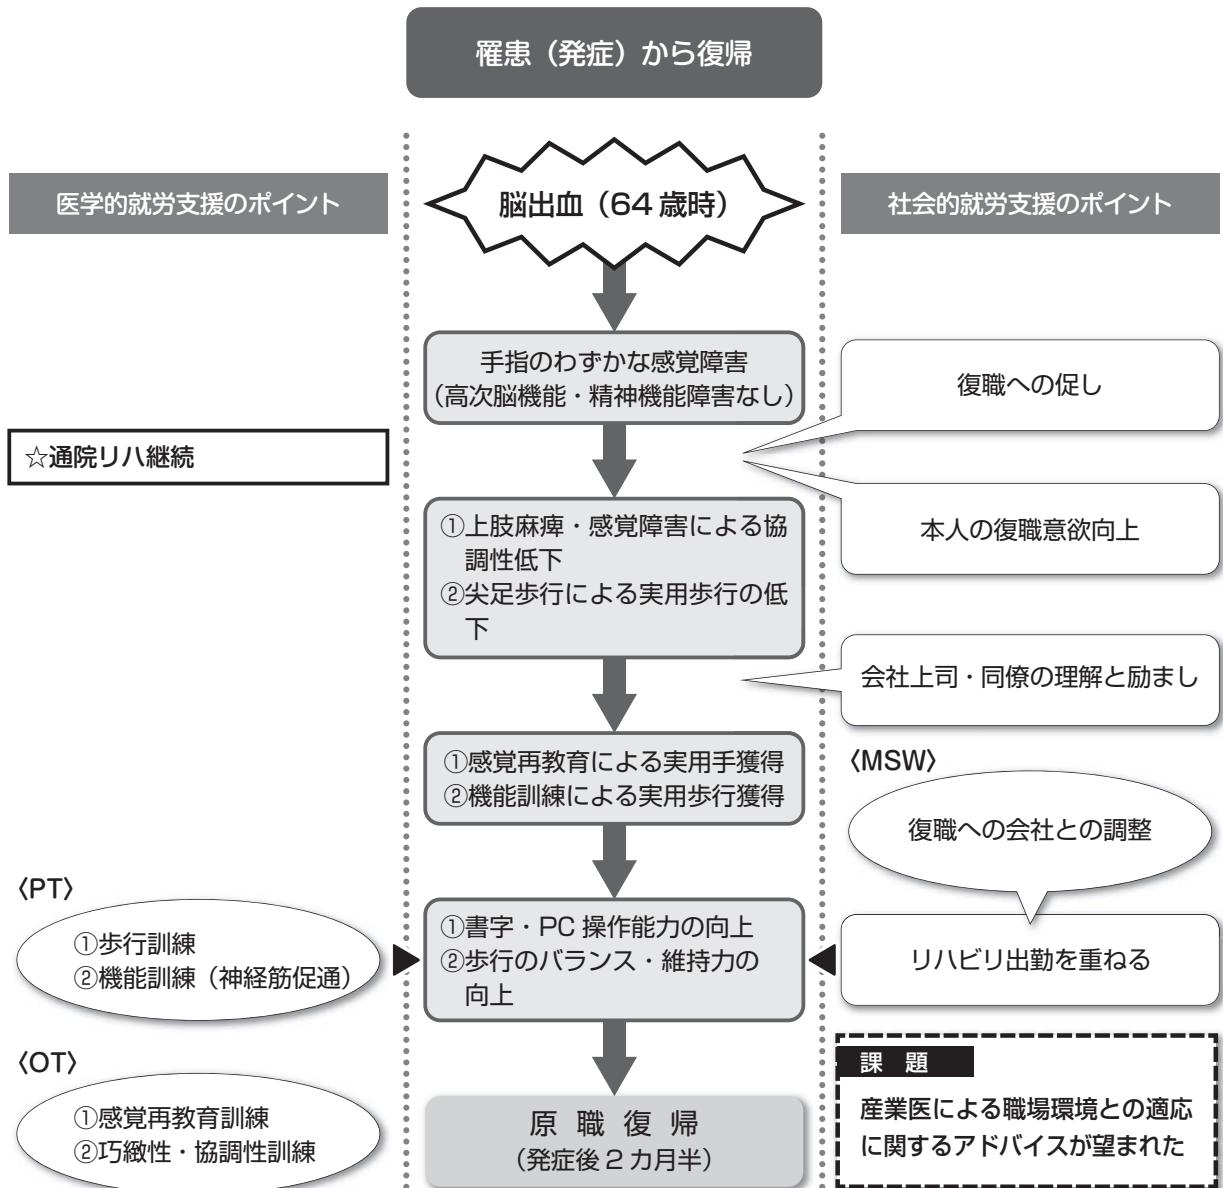 罹患（発症）から復帰
医学的就労支援のポイント
脳出血（64 歳時）
社会的就労支援のポイント
手指のわずかな感覚障害
（高次脳機能・精神機能障害なし）
復職への促し
☆通院リハ継続
本人の復職意欲向上
①上肢麻痺・感覚障害による協
調性低下
②尖足歩行による実用歩行の低
下
会社上司・同僚の理解と励まし
①感覚再教育による実用手獲得
②機能訓練による実用歩行獲得
〈MSW〉
復職への会社との調整
〈PT〉
①歩行訓練
②機能訓練（神経筋促通）
①書字・PC 操作能力の向上
②歩行のバランス・維持力の
向上
リハビリ出勤を重ねる
〈OT〉
①感覚再教育訓練
②巧緻性・協調性訓練
原 職 復 帰
（発症後 2 カ月半）
課 題
産業医による職場環境との適応
に関するアドバイスが望まれた